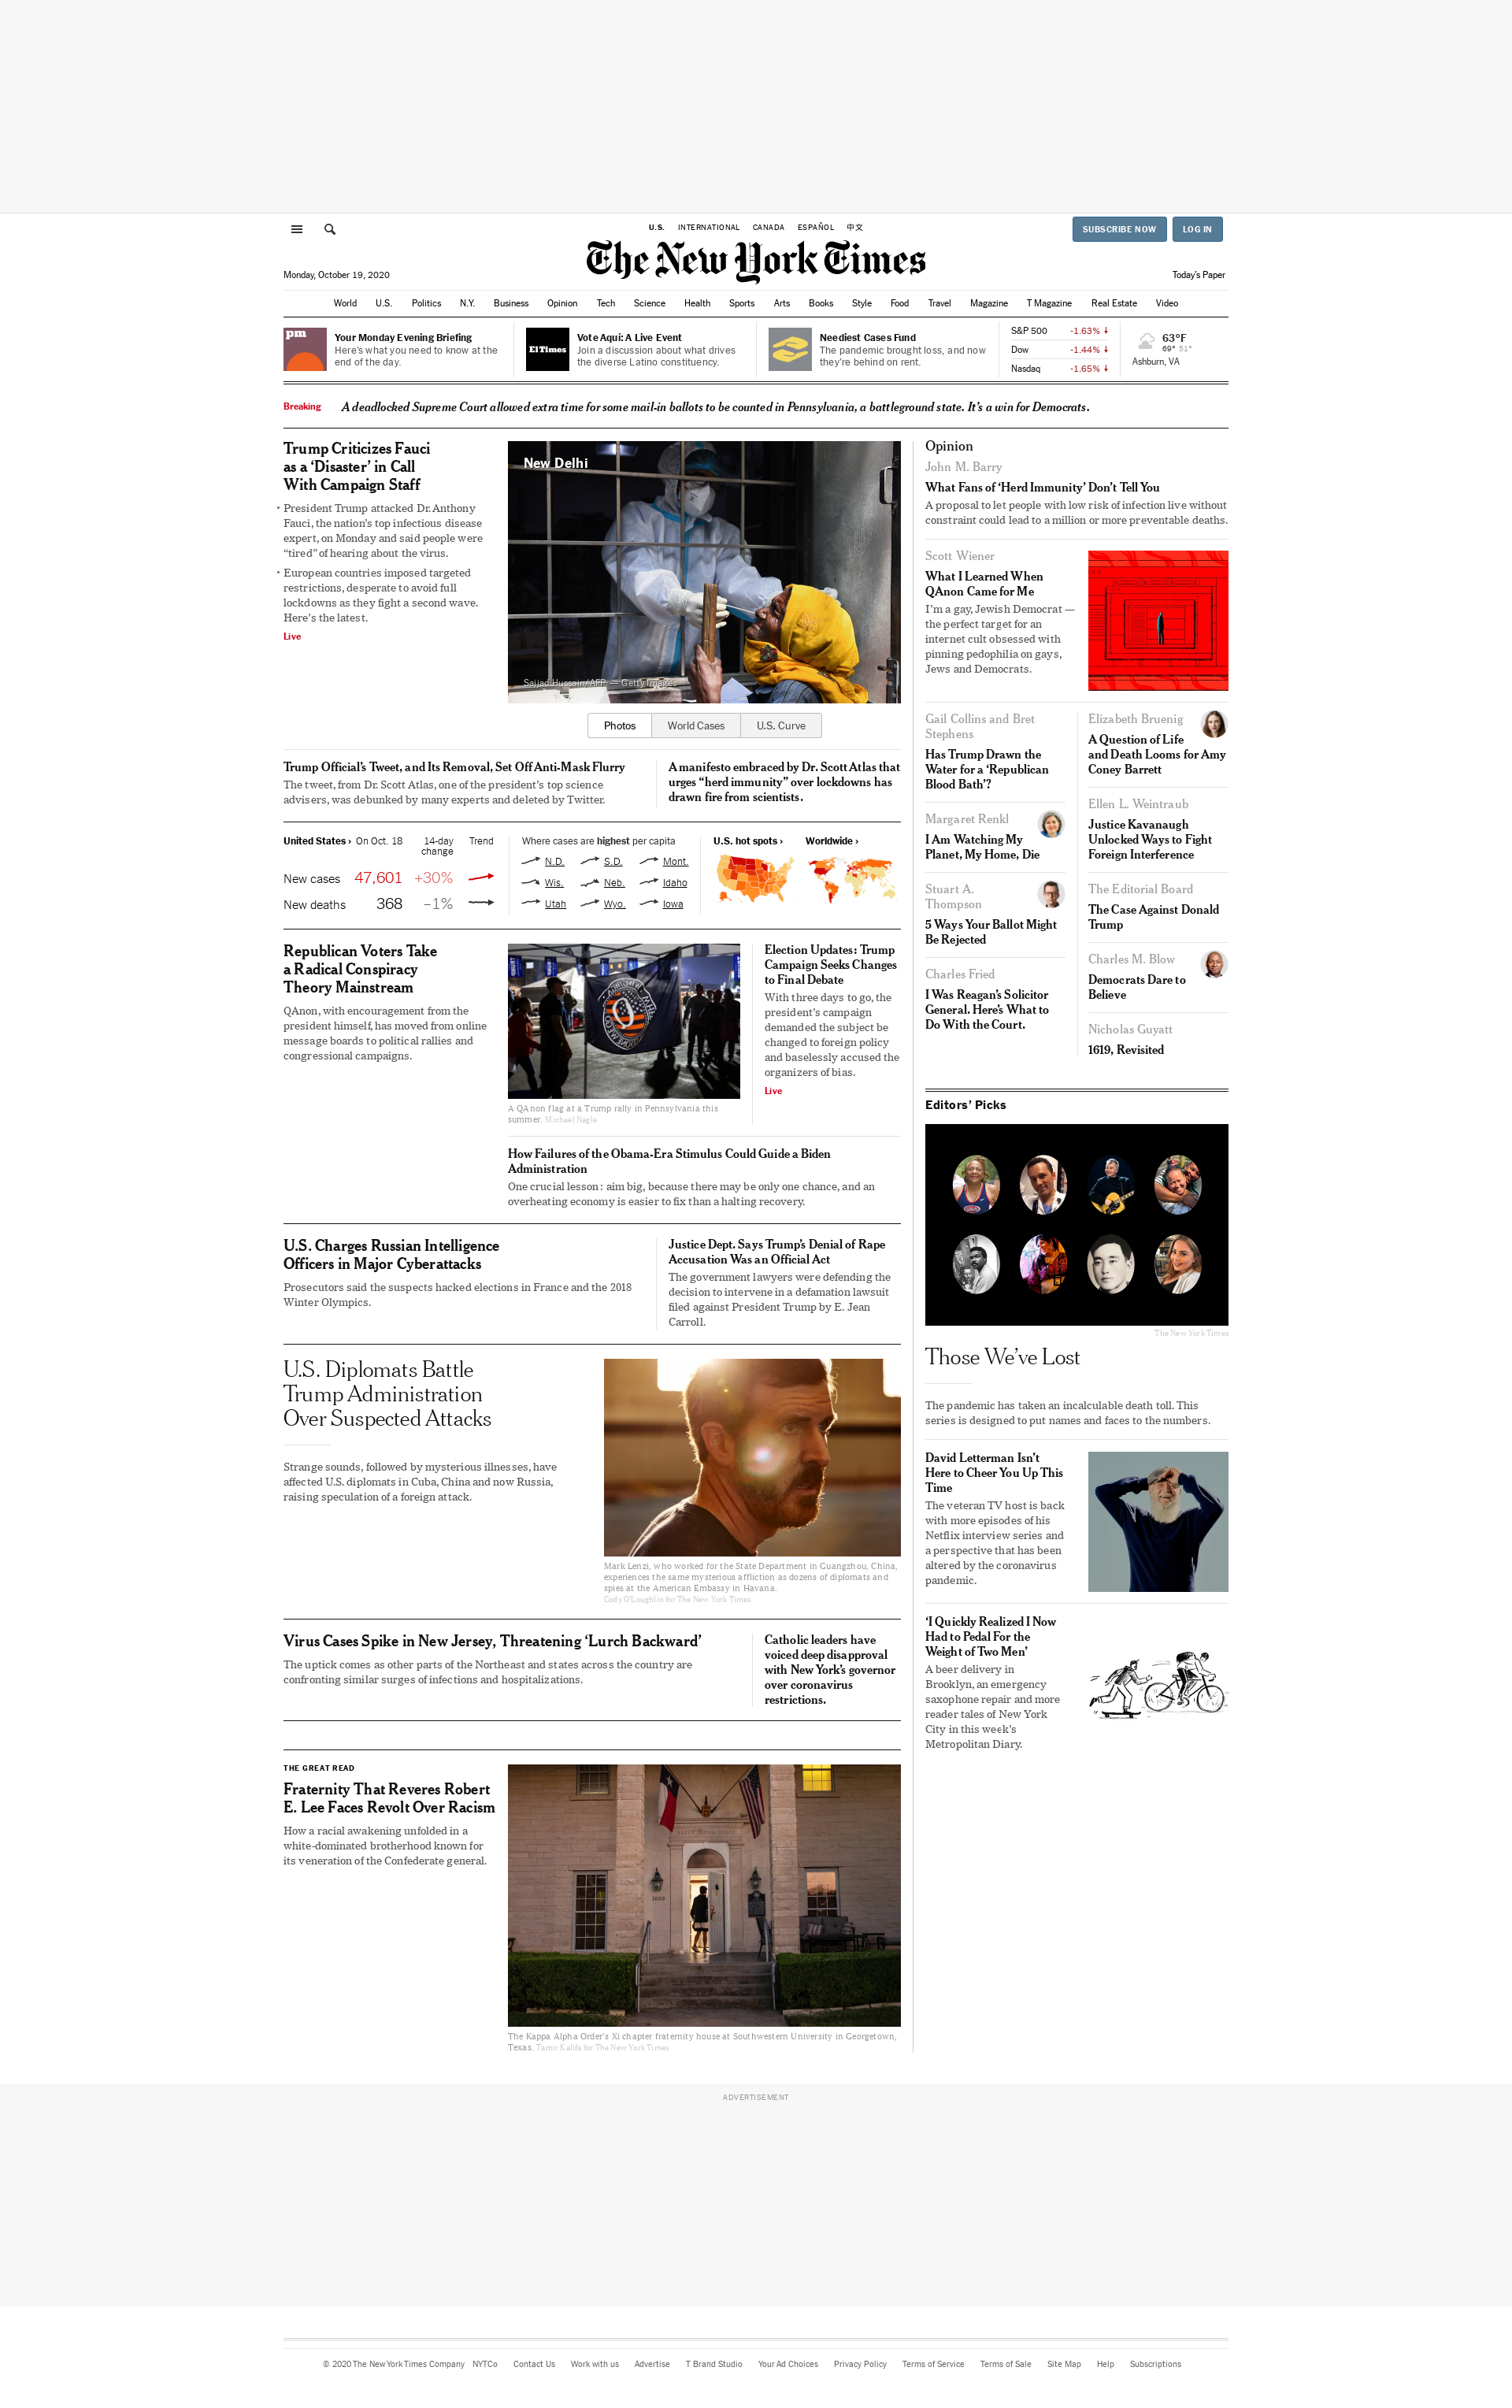 U.S. INTERNATIONAL CANADA ESPAÑOL 中文
SUBSCRIBE NOW LOG IN
The New York Times
Monday, October 19, 2020
Today's Paper
World U.S. Politics N.Y. Business Opinion Tech Science Health Sports Arts Books Style Food Travel Magazine T Magazine Real Estate Video
pm
Your Monday Evening Briefing
Here's what you need to know at the
end of the day.
El Times
Vote Aquí: A Live Event
Join a discussion about what drives
the diverse Latino constituency.
Neediest Cases Fund
The pandemic brought loss, and now
they're behind on rent.
S&P 500 -1.63% ↓
Dow -1.44% ↓
Nasdaq -1.65% ↓
63°F
69° 51°
Ashburn, VA
Breaking
A deadlocked Supreme Court allowed extra time for some mail-in ballots to be counted in Pennsylvania, a battleground state. It's a win for Democrats.
Trump Criticizes Fauci
as a ‘Disaster’ in Call
With Campaign Staff
• President Trump attacked Dr. Anthony
Fauci, the nation's top infectious disease
expert, on Monday and said people were
“tired” of hearing about the virus.
• European countries imposed targeted
restrictions, desperate to avoid full
lockdowns as they fight a second wave.
Here's the latest.
Live
New Delhi
Sajjad Hussain/AFP — Getty Images
Photos World Cases U.S. Curve
Trump Official's Tweet, and Its Removal, Set Off Anti-Mask Flurry
The tweet, from Dr. Scott Atlas, one of the president's top science
advisers, was debunked by many experts and deleted by Twitter.
A manifesto embraced by Dr. Scott Atlas that
urges “herd immunity” over lockdowns has
drawn fire from scientists.
United States › On Oct. 18 14-day
change Trend
New cases 47,601 +30%
New deaths 368 –1%
Where cases are highest per capita
N.D. S.D. Mont.
Wis. Neb. Idaho
Utah Wyo. Iowa
U.S. hot spots › Worldwide ›
Republican Voters Take
a Radical Conspiracy
Theory Mainstream
QAnon, with encouragement from the
president himself, has moved from online
message boards to political rallies and
congressional campaigns.
A QAnon flag at a Trump rally in Pennsylvania this
summer. Michael Nagle
Election Updates: Trump
Campaign Seeks Changes
to Final Debate
With three days to go, the
president's campaign
demanded the subject be
changed to foreign policy
and baselessly accused the
organizers of bias.
Live
How Failures of the Obama-Era Stimulus Could Guide a Biden
Administration
One crucial lesson: aim big, because there may be only one chance, and an
overheating economy is easier to fix than a halting recovery.
U.S. Charges Russian Intelligence
Officers in Major Cyberattacks
Prosecutors said the suspects hacked elections in France and the 2018
Winter Olympics.
Justice Dept. Says Trump's Denial of Rape
Accusation Was an Official Act
The government lawyers were defending the
decision to intervene in a defamation lawsuit
filed against President Trump by E. Jean
Carroll.
U.S. Diplomats Battle
Trump Administration
Over Suspected Attacks
Strange sounds, followed by mysterious illnesses, have
affected U.S. diplomats in Cuba, China and now Russia,
raising speculation of a foreign attack.
Mark Lenzi, who worked for the State Department in Guangzhou, China,
experiences the same mysterious affliction as dozens of diplomats and
spies at the American Embassy in Havana.
Cody O'Loughlin for The New York Times
Virus Cases Spike in New Jersey, Threatening ‘Lurch Backward’
The uptick comes as other parts of the Northeast and states across the country are
confronting similar surges of infections and hospitalizations.
Catholic leaders have
voiced deep disapproval
with New York's governor
over coronavirus
restrictions.
THE GREAT READ
Fraternity That Reveres Robert
E. Lee Faces Revolt Over Racism
How a racial awakening unfolded in a
white-dominated brotherhood known for
its veneration of the Confederate general.
The Kappa Alpha Order's Xi chapter fraternity house at Southwestern University in Georgetown,
Texas. Tamir Kalifa for The New York Times
Opinion
John M. Barry
What Fans of ‘Herd Immunity’ Don't Tell You
A proposal to let people with low risk of infection live without
constraint could lead to a million or more preventable deaths.
Scott Wiener
What I Learned When
QAnon Came for Me
I'm a gay, Jewish Democrat —
the perfect target for an
internet cult obsessed with
pinning pedophilia on gays,
Jews and Democrats.
Gail Collins and Bret
Stephens
Has Trump Drawn the
Water for a ‘Republican
Blood Bath’?
Margaret Renkl
I Am Watching My
Planet, My Home, Die
Stuart A.
Thompson
5 Ways Your Ballot Might
Be Rejected
Charles Fried
I Was Reagan's Solicitor
General. Here's What to
Do With the Court.
Elizabeth Bruenig
A Question of Life
and Death Looms for Amy
Coney Barrett
Ellen L. Weintraub
Justice Kavanaugh
Unlocked Ways to Fight
Foreign Interference
The Editorial Board
The Case Against Donald
Trump
Charles M. Blow
Democrats Dare to
Believe
Nicholas Guyatt
1619, Revisited
Editors' Picks
The New York Times
Those We've Lost
The pandemic has taken an incalculable death toll. This
series is designed to put names and faces to the numbers.
David Letterman Isn't
Here to Cheer You Up This
Time
The veteran TV host is back
with more episodes of his
Netflix interview series and
a perspective that has been
altered by the coronavirus
pandemic.
‘I Quickly Realized I Now
Had to Pedal For the
Weight of Two Men’
A beer delivery in
Brooklyn, an emergency
saxophone repair and more
reader tales of New York
City in this week's
Metropolitan Diary.
ADVERTISEMENT
© 2020 The New York Times Company NYTCo Contact Us Work with us Advertise T Brand Studio Your Ad Choices Privacy Policy Terms of Service Terms of Sale Site Map Help Subscriptions